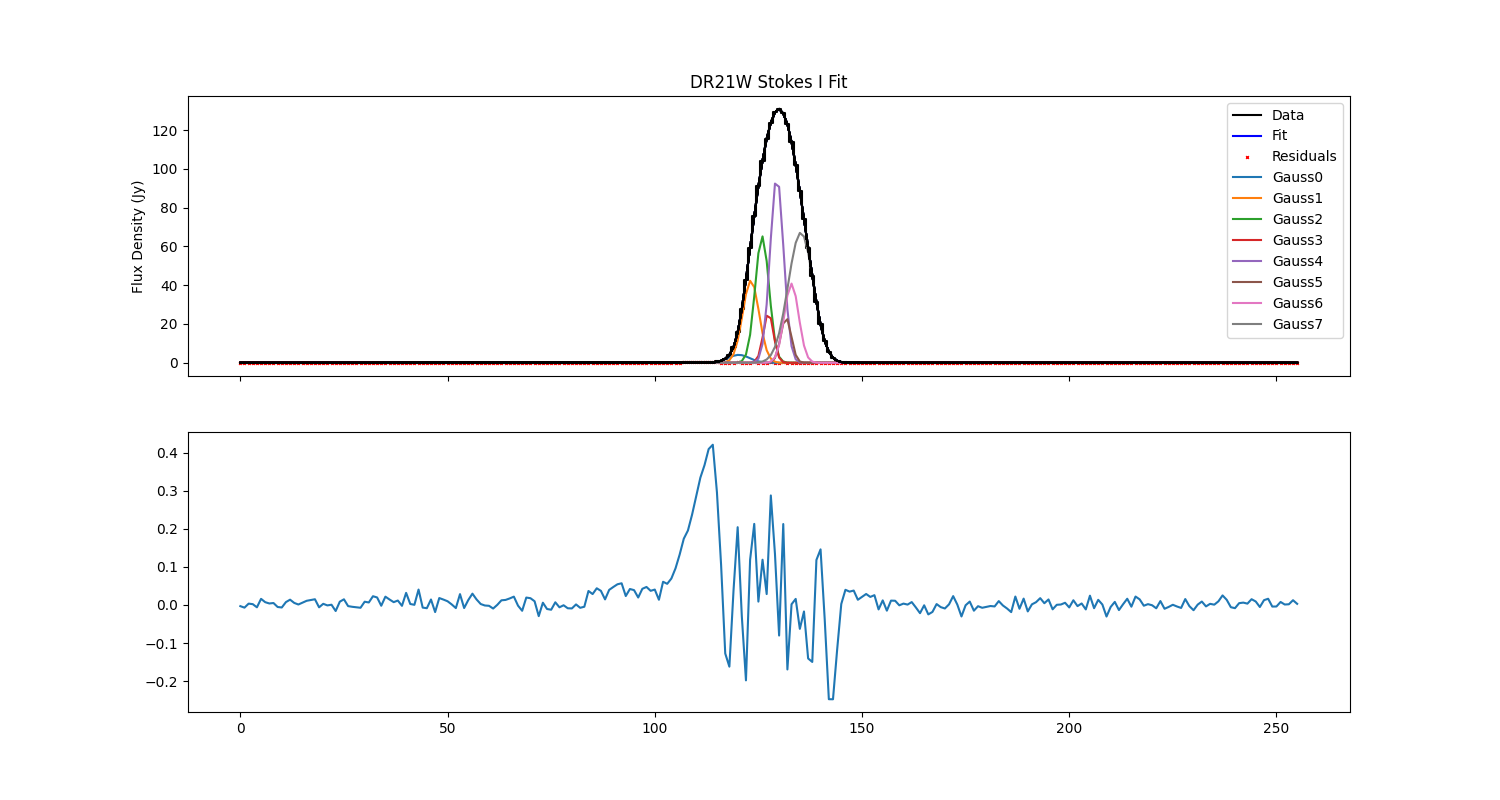 DR21W Stokes I Fit
Flux Density (Jy)
120
100
80
60
40
20
0
Data
Fit
Residuals
Gauss0
Gauss1
Gauss2
Gauss3
Gauss4
Gauss5
Gauss6
Gauss7
0.4
0.3
0.2
0.1
0.0
−0.1
−0.2
0 50 100 150 200 250